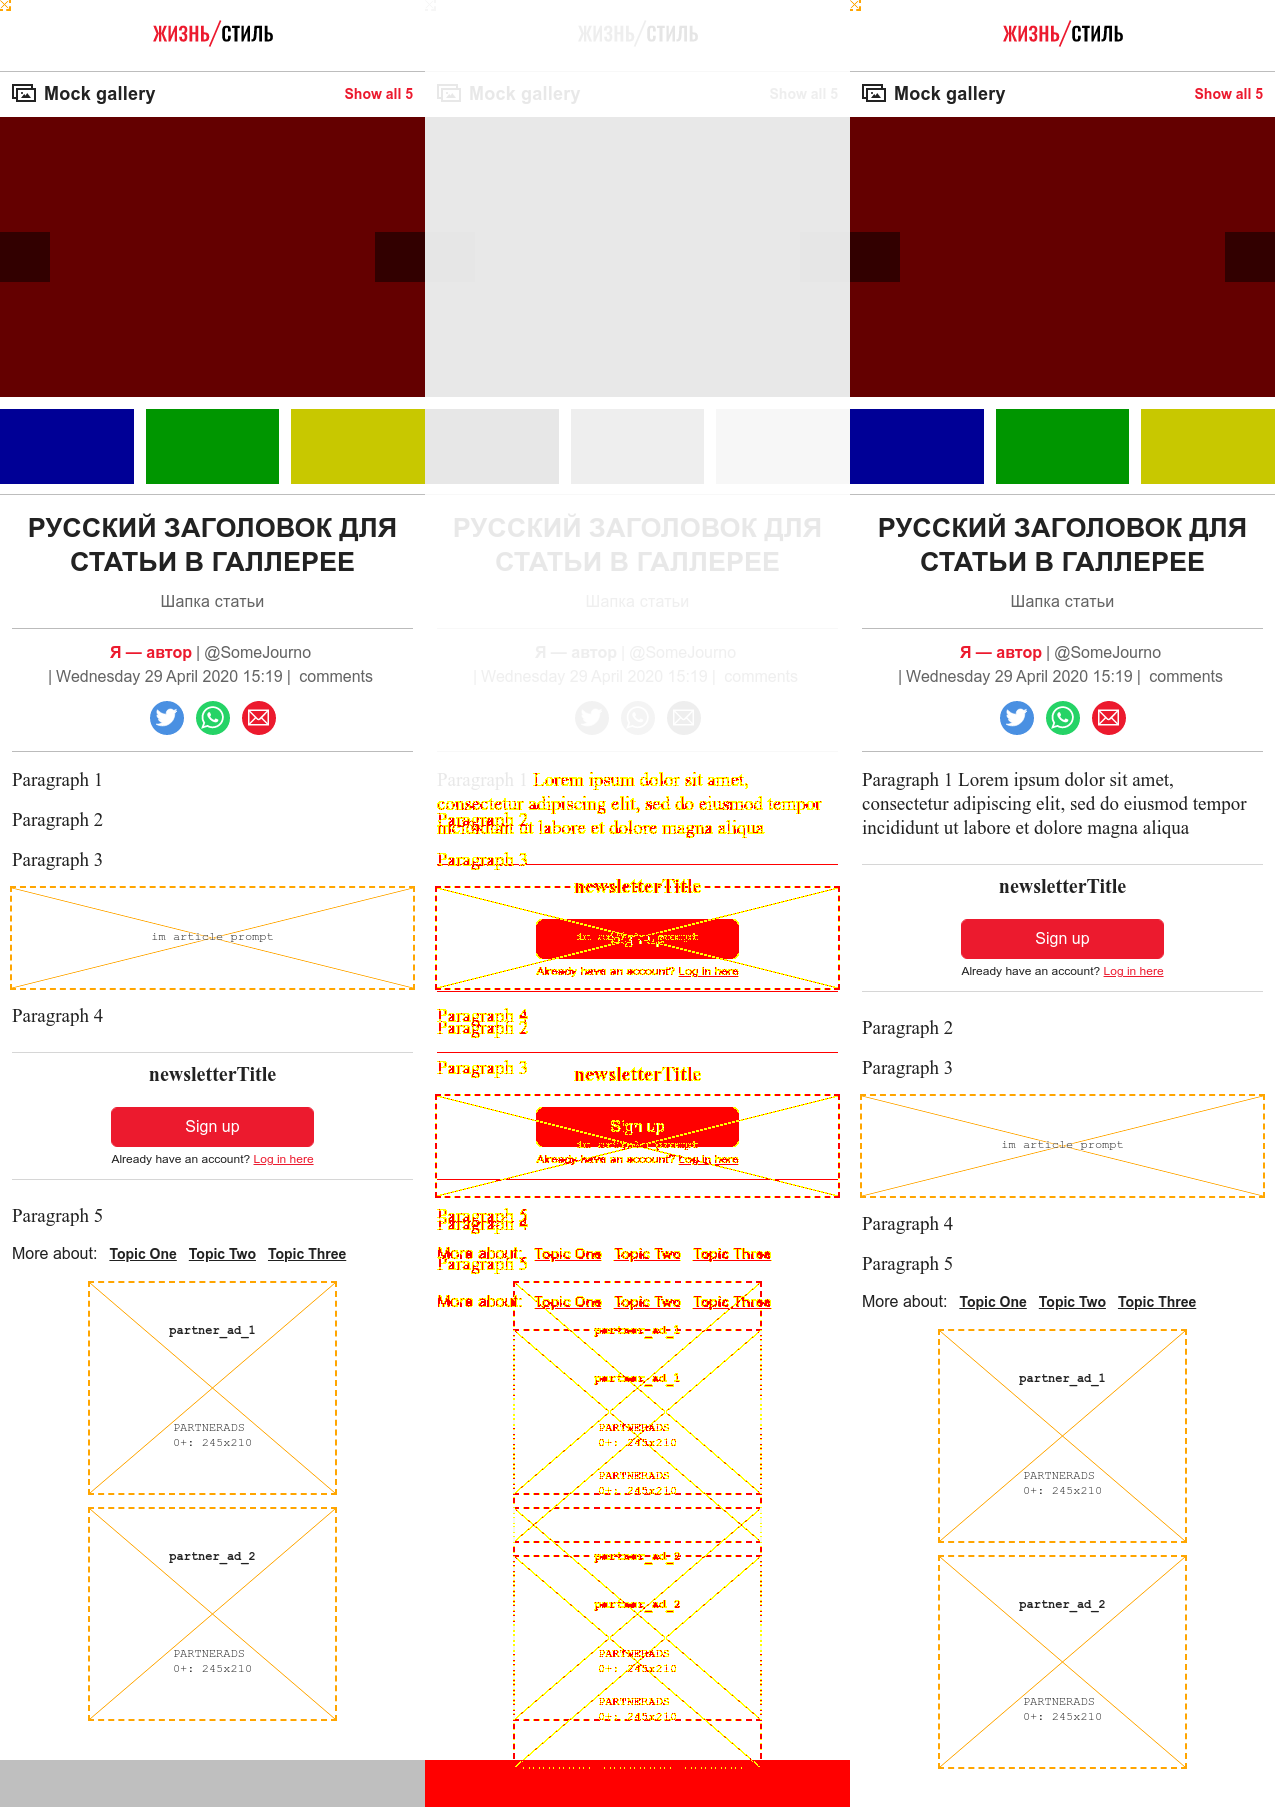 ЖИЗНЬ/СТИЛЬ
Mock gallery
Show all 5
РУССКИЙ ЗАГОЛОВОК ДЛЯ
СТАТЬИ В ГАЛЛЕРЕЕ
Шапка статьи
Я — автор | @SomeJourno
| Wednesday 29 April 2020 15:19 | comments
Paragraph 1
Paragraph 2
Paragraph 3
im article prompt
Paragraph 4
newsletterTitle
Sign up
Already have an account? Log in here
Paragraph 5
More about: Topic One Topic Two Topic Three
partner_ad_1
PARTNERADS
0+: 245x210
partner_ad_2
PARTNERADS
0+: 245x210
ЖИЗНЬ/СТИЛЬ
Mock gallery
Show all 5
РУССКИЙ ЗАГОЛОВОК ДЛЯ
СТАТЬИ В ГАЛЛЕРЕЕ
Шапка статьи
Я — автор | @SomeJourno
| Wednesday 29 April 2020 15:19 | comments
Paragraph 1 Lorem ipsum dolor sit amet,
consectetur adipiscing elit, sed do eiusmod tempor
Paragraph 2
incididunt ut labore et dolore magna aliqua
Paragraph 3
newsletterTitle
im article prompt
Already have an account? Log in here
Paragraph 4
Paragraph 2
Paragraph 3
newsletterTitle
Sign up
im article prompt
Already have an account? Log in here
Paragraph 5
Paragraph 4
More about: Topic One Topic Two Topic Three
Paragraph 5
More about: Topic One Topic Two Topic Three
partner_ad_1
partner_ad_1
PARTNERADS
0+: 245x210
PARTNERADS
0+: 245x210
partner_ad_2
partner_ad_2
PARTNERADS
0+: 245x210
PARTNERADS
0+: 245x210
ЖИЗНЬ/СТИЛЬ
Mock gallery
Show all 5
РУССКИЙ ЗАГОЛОВОК ДЛЯ
СТАТЬИ В ГАЛЛЕРЕЕ
Шапка статьи
Я — автор | @SomeJourno
| Wednesday 29 April 2020 15:19 | comments
Paragraph 1 Lorem ipsum dolor sit amet,
consectetur adipiscing elit, sed do eiusmod tempor
incididunt ut labore et dolore magna aliqua
newsletterTitle
Sign up
Already have an account? Log in here
Paragraph 2
Paragraph 3
im article prompt
Paragraph 4
Paragraph 5
More about: Topic One Topic Two Topic Three
partner_ad_1
PARTNERADS
0+: 245x210
partner_ad_2
PARTNERADS
0+: 245x210